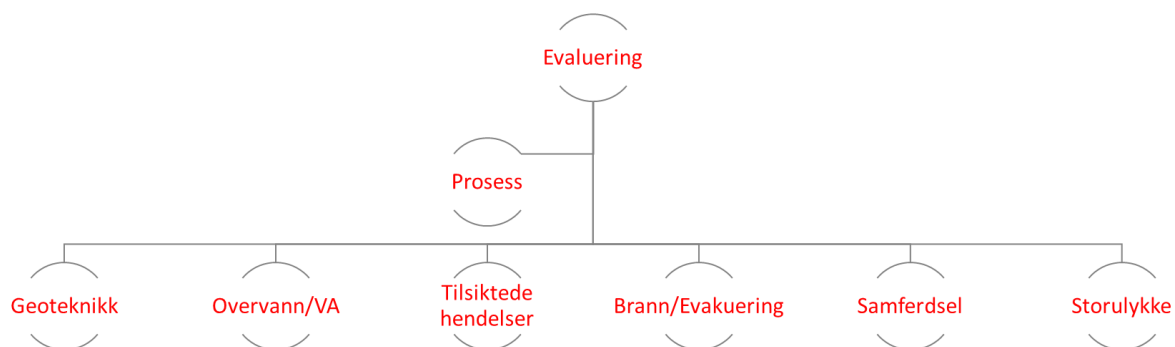 Evaluering
Prosess
Geoteknikk
Overvann/VA
Tilsiktede
hendelser
Brann/Evakuering
Samferdsel
Storulykke